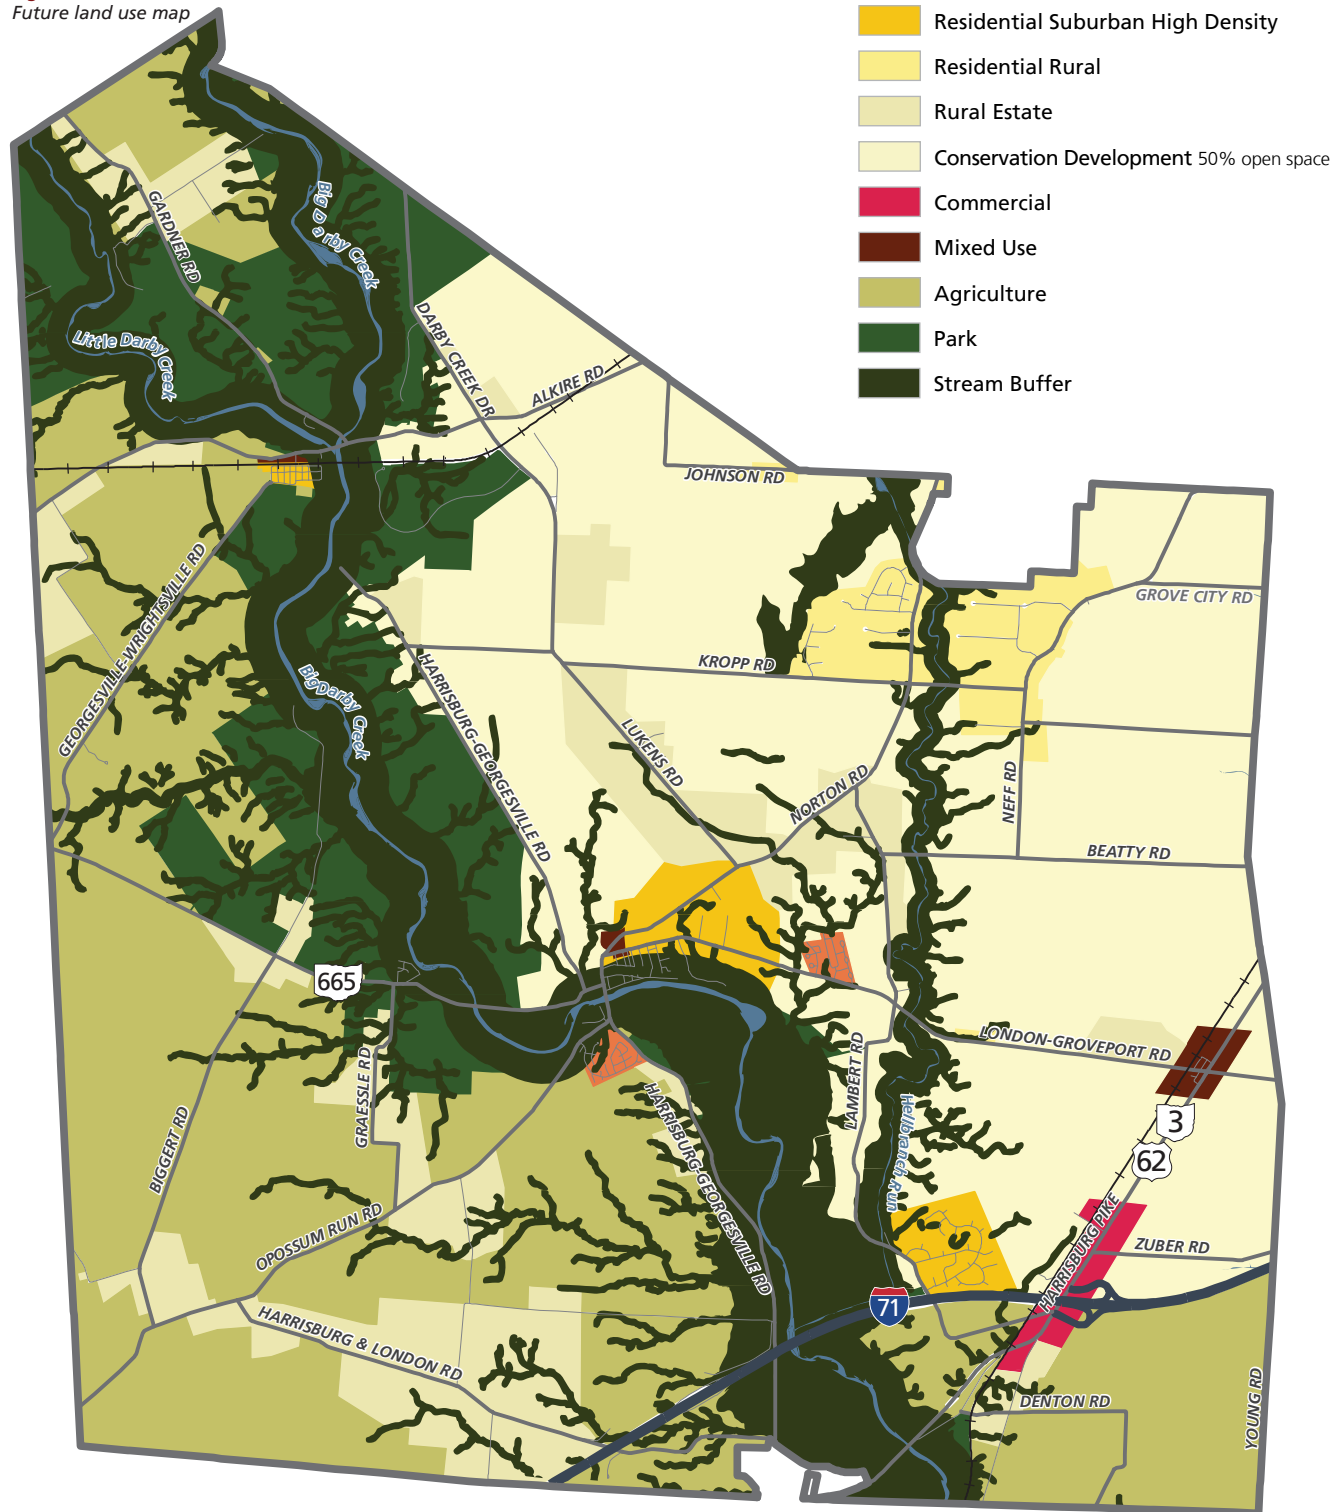 Future land use map
Residential Suburban High Density
Residential Rural
Rural Estate
Conservation Development 50% open space
Commercial
Mixed Use
Agriculture
Park
Stream Buffer
GARDNER RD
Big Darby Creek
Little Darby Creek
DARBY CREEK DR
ALKIRE RD
JOHNSON RD
GROVE CITY RD
GEORGESVILLE-WRIGHTSVILLE RD
KROPP RD
HARRISBURG-GEORGESVILLE RD
Big Darby Creek
LUKENS RD
NORTON RD
NEFF RD
BEATTY RD
665
LONDON-GROVEPORT RD
GRAESSLE RD
LAMBERT RD
HARRISBURG-GEORGESVILLE RD
Hellbranch Run
3
62
BIGGERT RD
OPOSSUM RUN RD
HARRISBURG PIKE
ZUBER RD
71
HARRISBURG & LONDON RD
DENTON RD
YOUNG RD